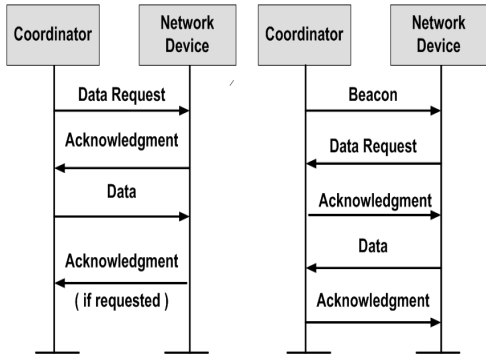 Coordinator
Network
Device
Data Request
Acknowledgment
Data
Acknowledgment
( if requested )
Coordinator
Network
Device
Beacon
Data Request
Acknowledgment
Data
Acknowledgment